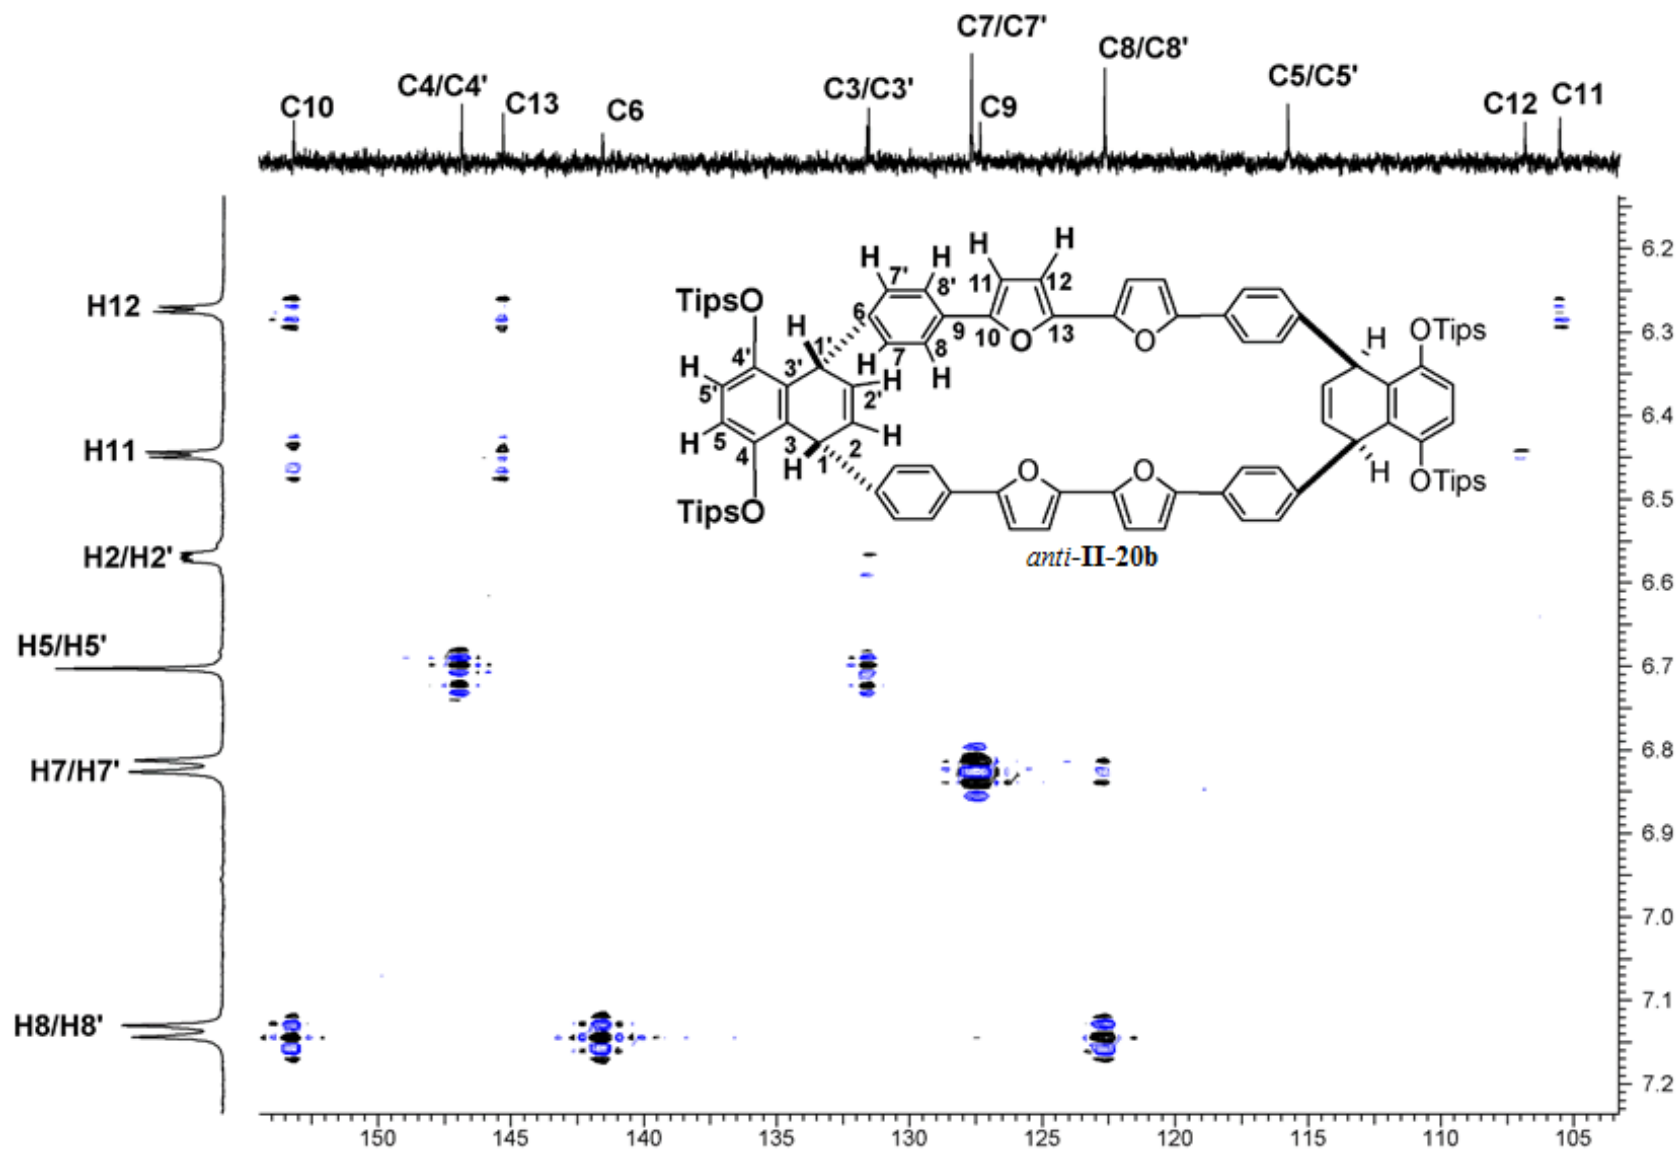 C7/C7'
C8/C8'
C4/C4'
C3/C3'
C5/C5'
C10
C13
C6
C9
C12
C11
H12
H11
H2/H2'
H5/H5'
H7/H7'
H8/H8'
H H H H
7' 8' 11 12
TipsO 6
H 1' 9 10 O 13 O H OTips
4' 3' H 7 8
H 5' 2' H H
H 5 3 2 H
4 H 1 O O H OTips
TipsO
anti-II-20b
6.2
6.3
6.4
6.5
6.6
6.7
6.8
6.9
7.0
7.1
7.2
150 145 140 135 130 125 120 115 110 105